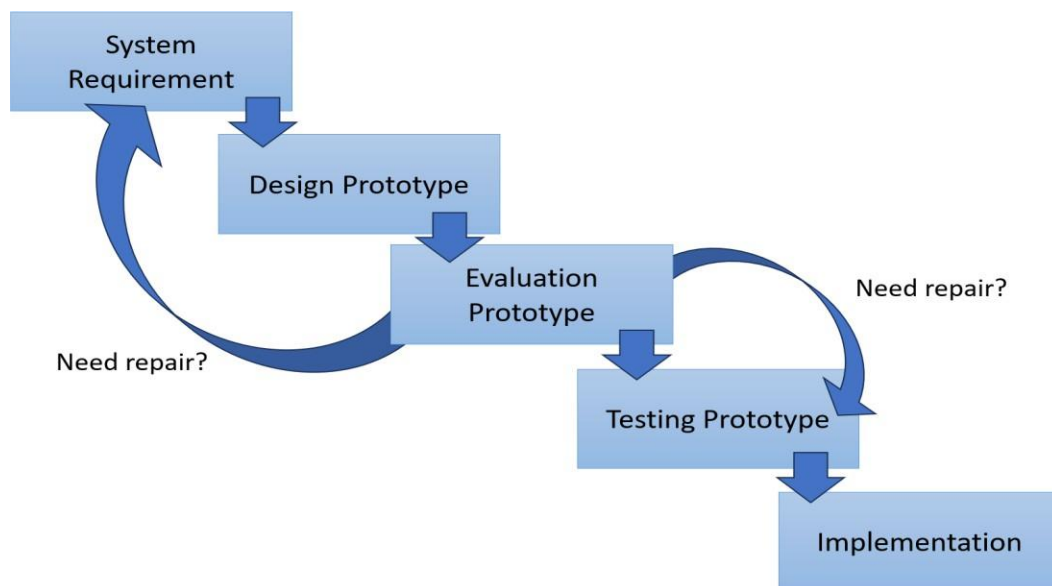 System
Requirement
Design Prototype
Evaluation
Prototype
Need repair?
Need repair?
Testing Prototype
Implementation